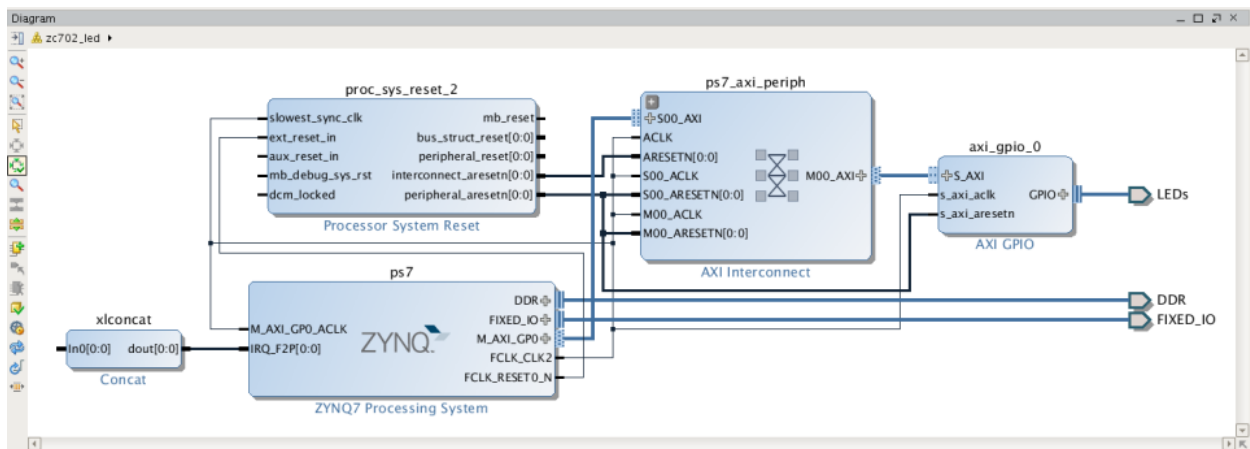 Diagram
zc702_led
proc_sys_reset_2
slowest_sync_clk
ext_reset_in
aux_reset_in
mb_debug_sys_rst
dcm_locked
mb_reset
bus_struct_reset[0:0]
peripheral_reset[0:0]
interconnect_aresetn[0:0]
peripheral_aresetn[0:0]
Processor System Reset
ps7_axi_periph
S00_AXI
ACLK
ARESETN[0:0]
S00_ACLK
S00_ARESETN[0:0]
M00_ACLK
M00_ARESETN[0:0]
M00_AXI
AXI Interconnect
axi_gpio_0
S_AXI
s_axi_aclk
s_axi_aresetn
GPIO
AXI GPIO
LEDs
DDR
FIXED_IO
xlconcat
In0[0:0]
dout[0:0]
Concat
ps7
M_AXI_GP0_ACLK
IRQ_F2P[0:0]
ZYNQ
DDR
FIXED_IO
M_AXI_GP0
FCLK_CLK2
FCLK_RESET0_N
ZYNQ7 Processing System